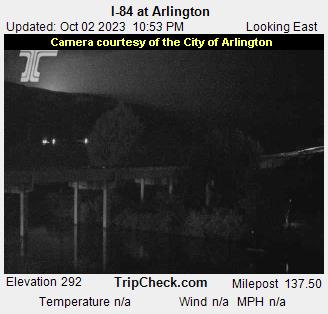 I-84 at Arlington
Updated: Oct 02 2023 10:53 PM Looking East
Camera courtesy of the City of Arlington
Elevation 292 TripCheck.com Milepost 137.50
Temperature n/a Wind n/a MPH n/a